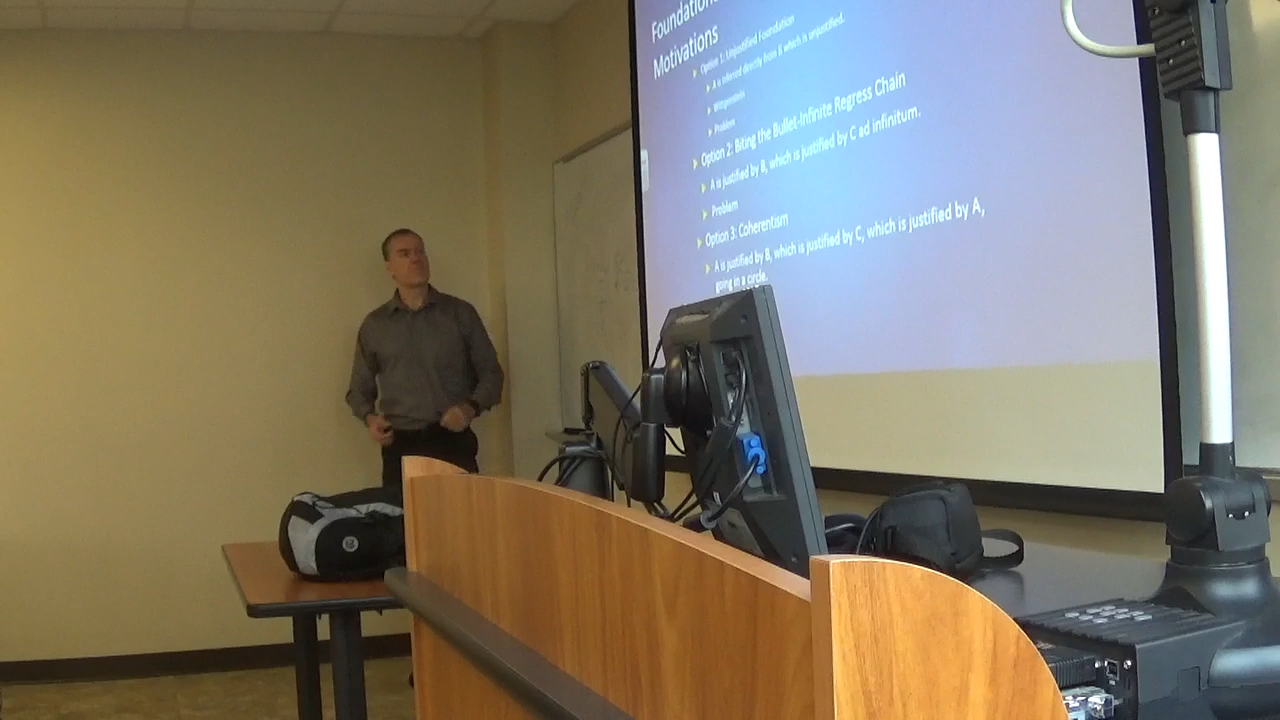 Foundation
Motivations
Option 1: Unjustified Foundation
A is inferred directly from B which is unjustified.
Wittgenstein
Problem
Option 2: Biting the Bullet-Infinite Regress Chain
A is justified by B, which is justified by C ad infinitum.
Problem
Option 3: Coherentism
A is justified by B, which is justified by C, which is justified by A,
going in a circle.